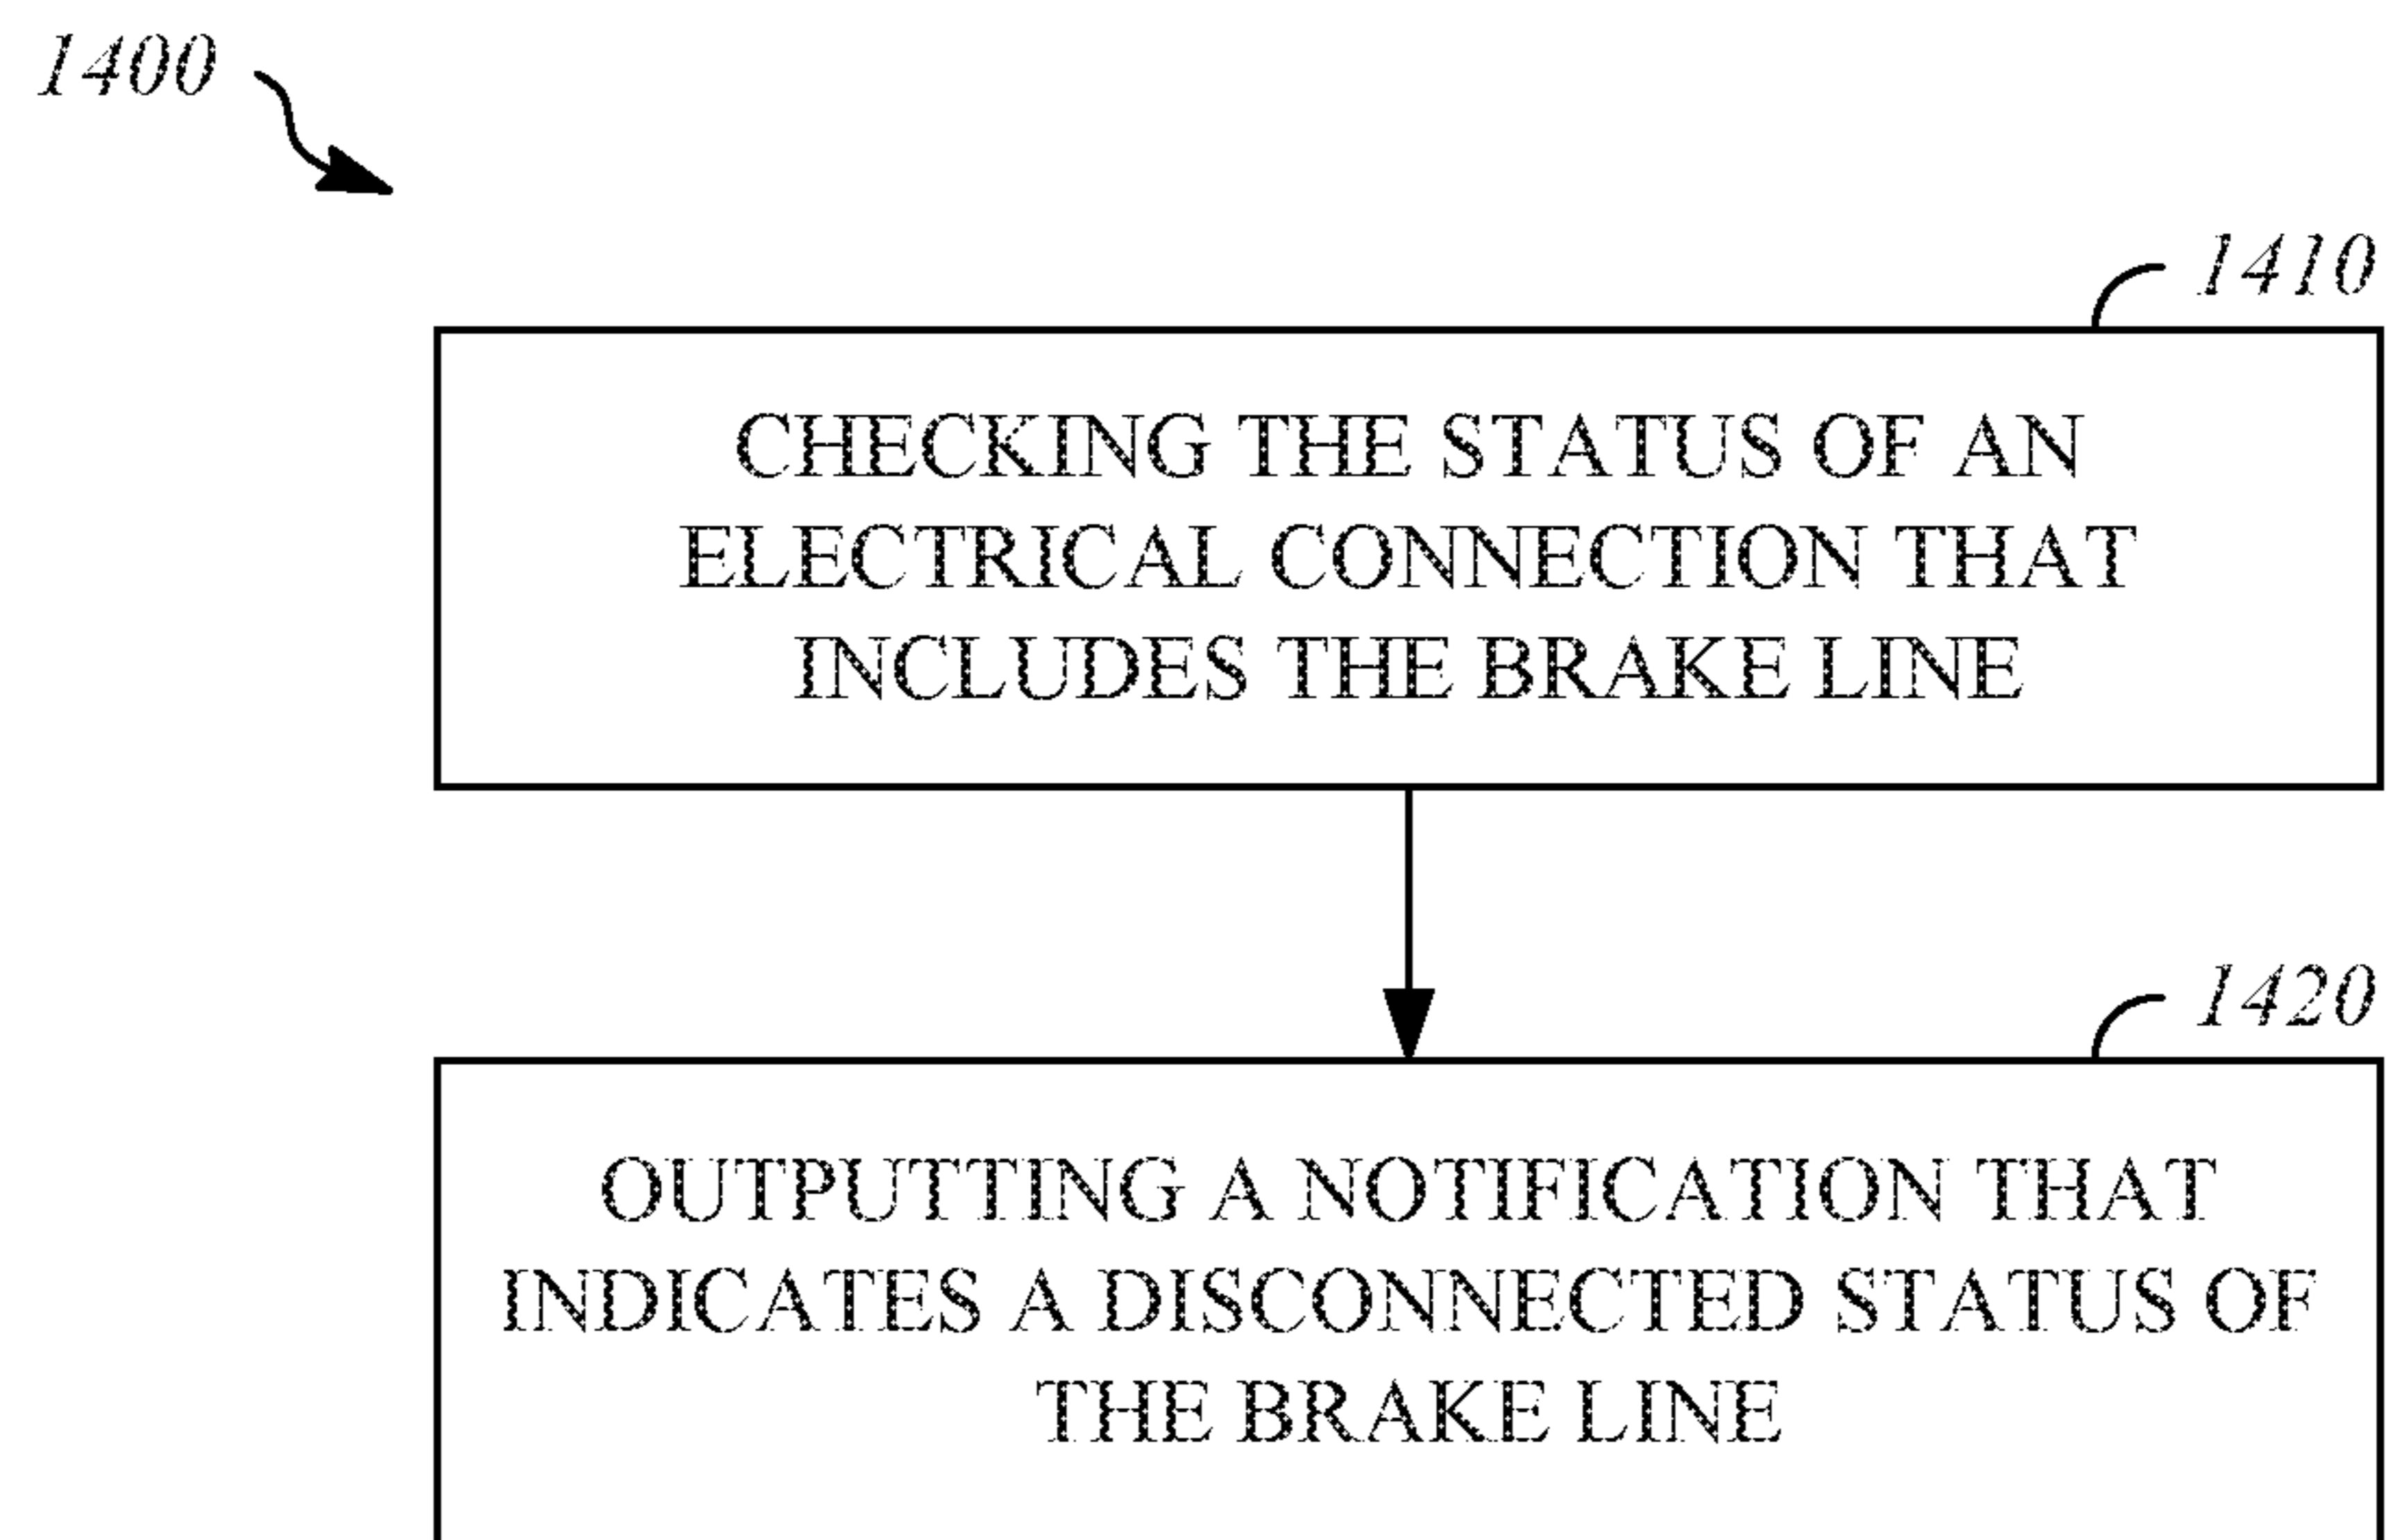 1400
1410
CHECKING THE STATUS OF AN
ELECTRICAL CONNECTION THAT
INCLUDES THE BRAKE LINE
1420
OUTPUTTING A NOTIFICATION THAT
INDICATES A DISCONNECTED STATUS OF
THE BRAKE LINE